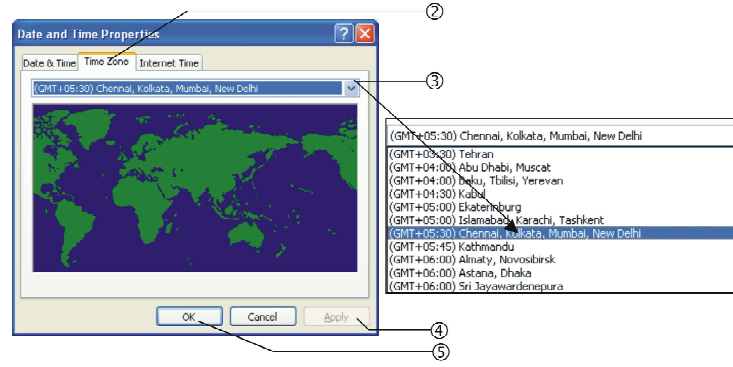 ②
Date and Time Properties
Date & Time Time Zone Internet Time
③
(GMT+05:30) Chennai, Kolkata, Mumbai, New Delhi
(GMT+05:30) Chennai, Kolkata, Mumbai, New Delhi
(GMT+03:30) Tehran
(GMT+04:00) Abu Dhabi, Muscat
(GMT+04:00) Baku, Tbilisi, Yerevan
(GMT+04:30) Kabul
(GMT+05:00) Ekaterinburg
(GMT+05:00) Islamabad, Karachi, Tashkent
(GMT+05:30) Chennai, Kolkata, Mumbai, New Delhi
(GMT+05:45) Kathmandu
(GMT+06:00) Almaty, Novosibirsk
(GMT+06:00) Astana, Dhaka
(GMT+06:00) Sri Jayawardenepura
OK Cancel Apply
④
⑤